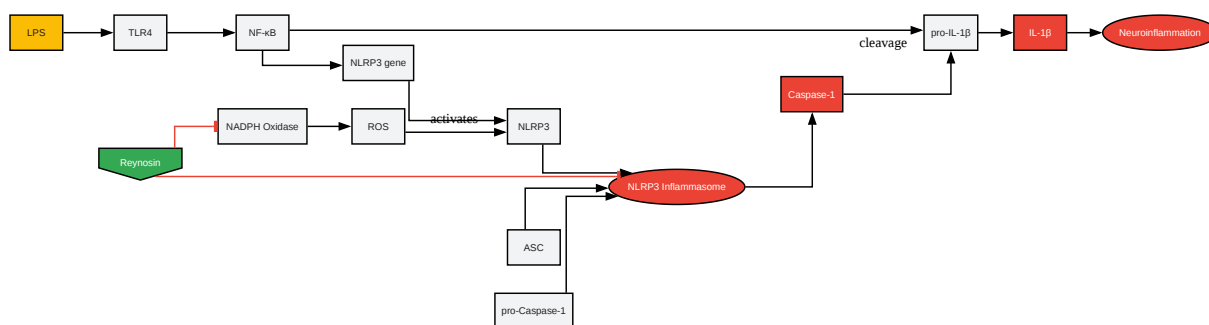 LPS
TLR4
NF-κB
pro-IL-1β
IL-1β
Neuroinflammation
cleavage
NLRP3 gene
Caspase-1
NADPH Oxidase
ROS
activates
NLRP3
Reynosin
NLRP3 Inflammasome
ASC
pro-Caspase-1